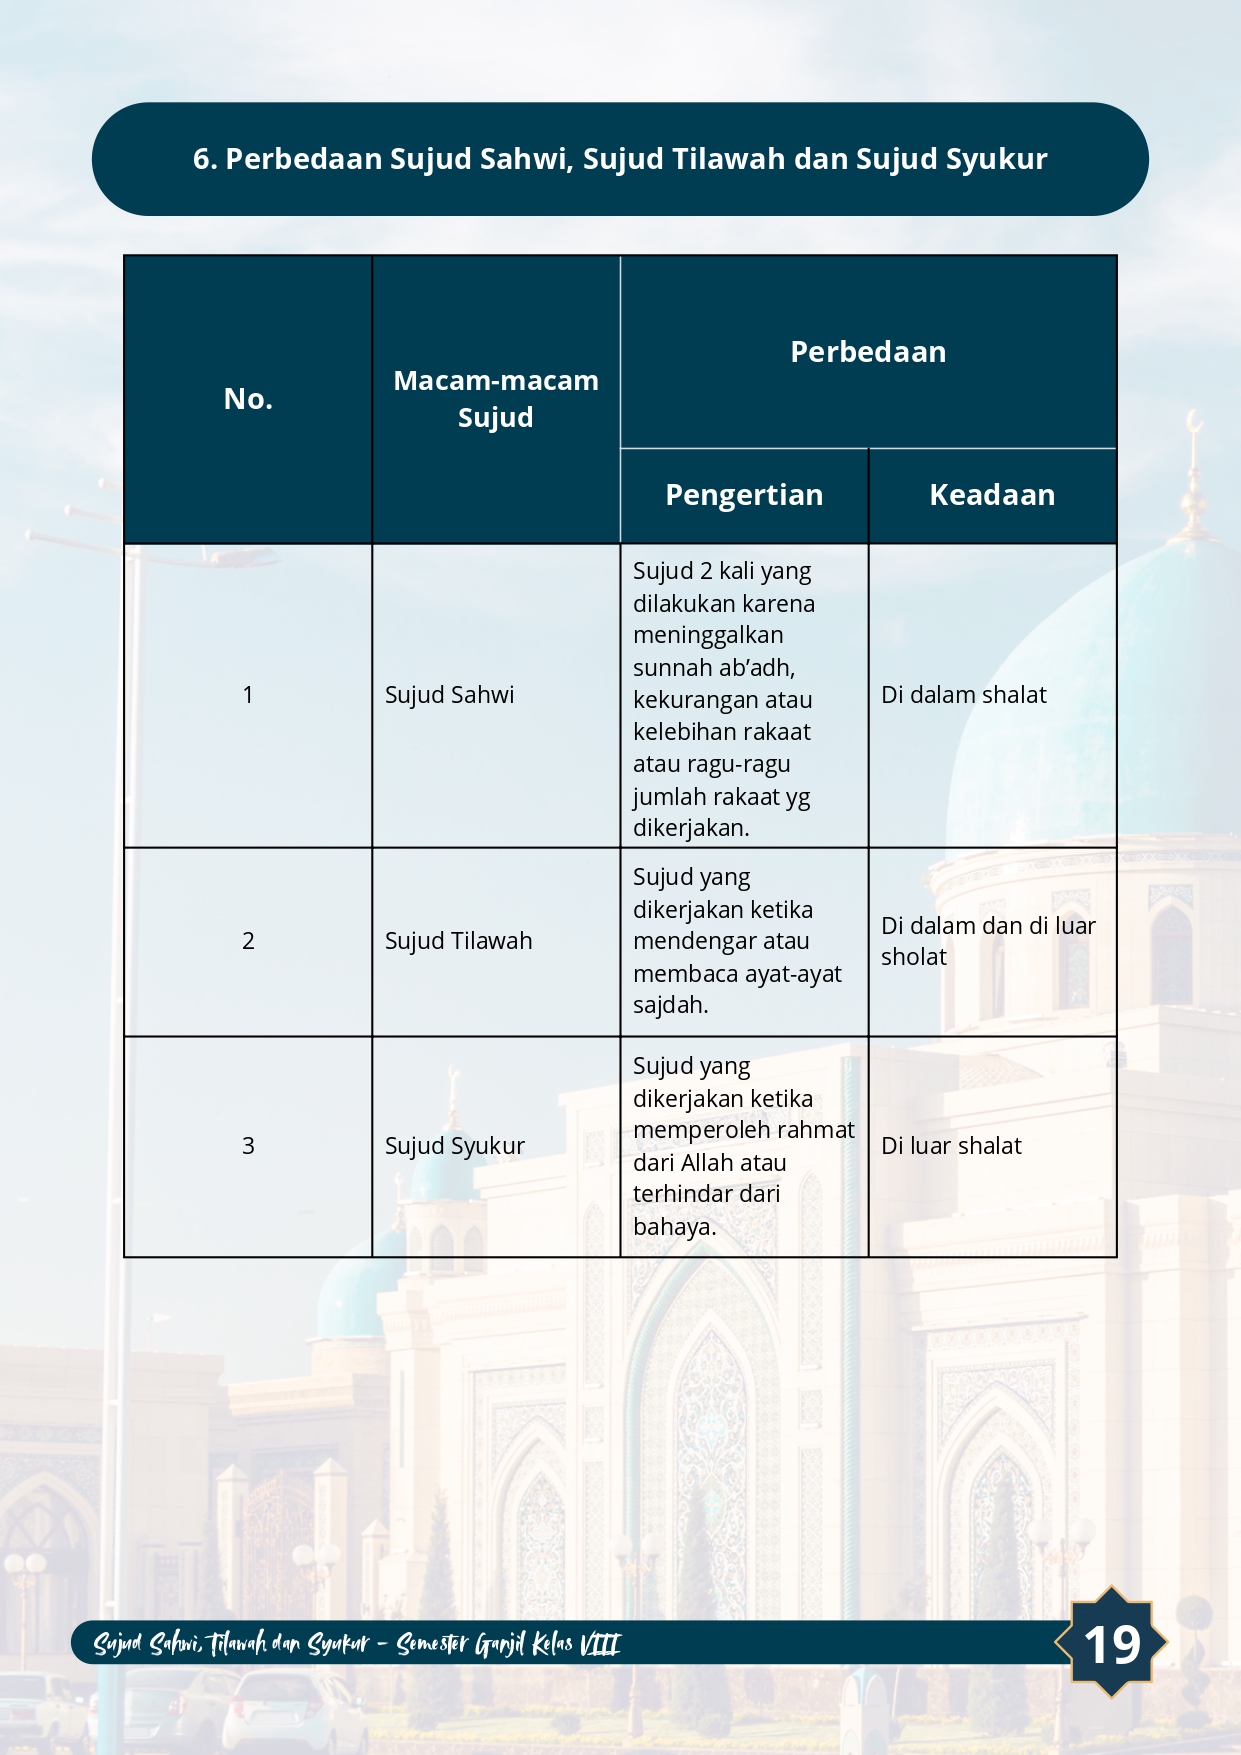 6. Perbedaan Sujud Sahwi, Sujud Tilawah dan Sujud Syukur
No.
Macam-macam
Sujud
Perbedaan
Pengertian
Keadaan
1
Sujud Sahwi
Sujud 2 kali yang
dilakukan karena
meninggalkan
sunnah ab’adh,
kekurangan atau
kelebihan rakaat
atau ragu-ragu
jumlah rakaat yg
dikerjakan.
Di dalam shalat
2
Sujud Tilawah
Sujud yang
dikerjakan ketika
mendengar atau
membaca ayat-ayat
sajdah.
Di dalam dan di luar
sholat
3
Sujud Syukur
Sujud yang
dikerjakan ketika
memperoleh rahmat
dari Allah atau
terhindar dari
bahaya.
Di luar shalat
Sujud Sahwi, Tilawah dan Syukur - Semester Ganjil Kelas VIII
19